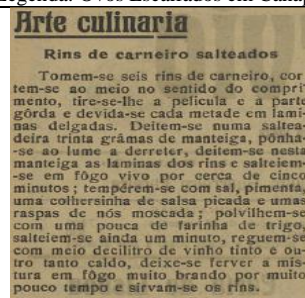 Arte culinaria
Rins de carneiro salteados
Tomem-se seis rins de carneiro, cor
tem-se ao meio no sentido do compri
mento, tire-se-lhe a pelicula e a part
górda e devida-se cada metade em lami
nas delgadas. Deitem-se numa saltea-
deira trinta grâmas de manteiga, pônha-
-se ao lume a derreter, deitem-se nesta
manteiga as laminas dos rins e salteiem-
-se em fôgo vivo por cerca de cinco
minutos ; tempérem-se com sal, pimenta,
uma colhersinha de salsa picada e umas
raspas de nós moscada ; polvilhem-se
com uma pouca de farinha de trigo,
salteiem-se ainda um minuto, reguem-se
com meio decilitro de vinho tinto e ou-
tro tanto caldo, deixe-se ferver a mis-
tura em fôgo muito brando por muito
pouco tempo e sirvam-se os rins.